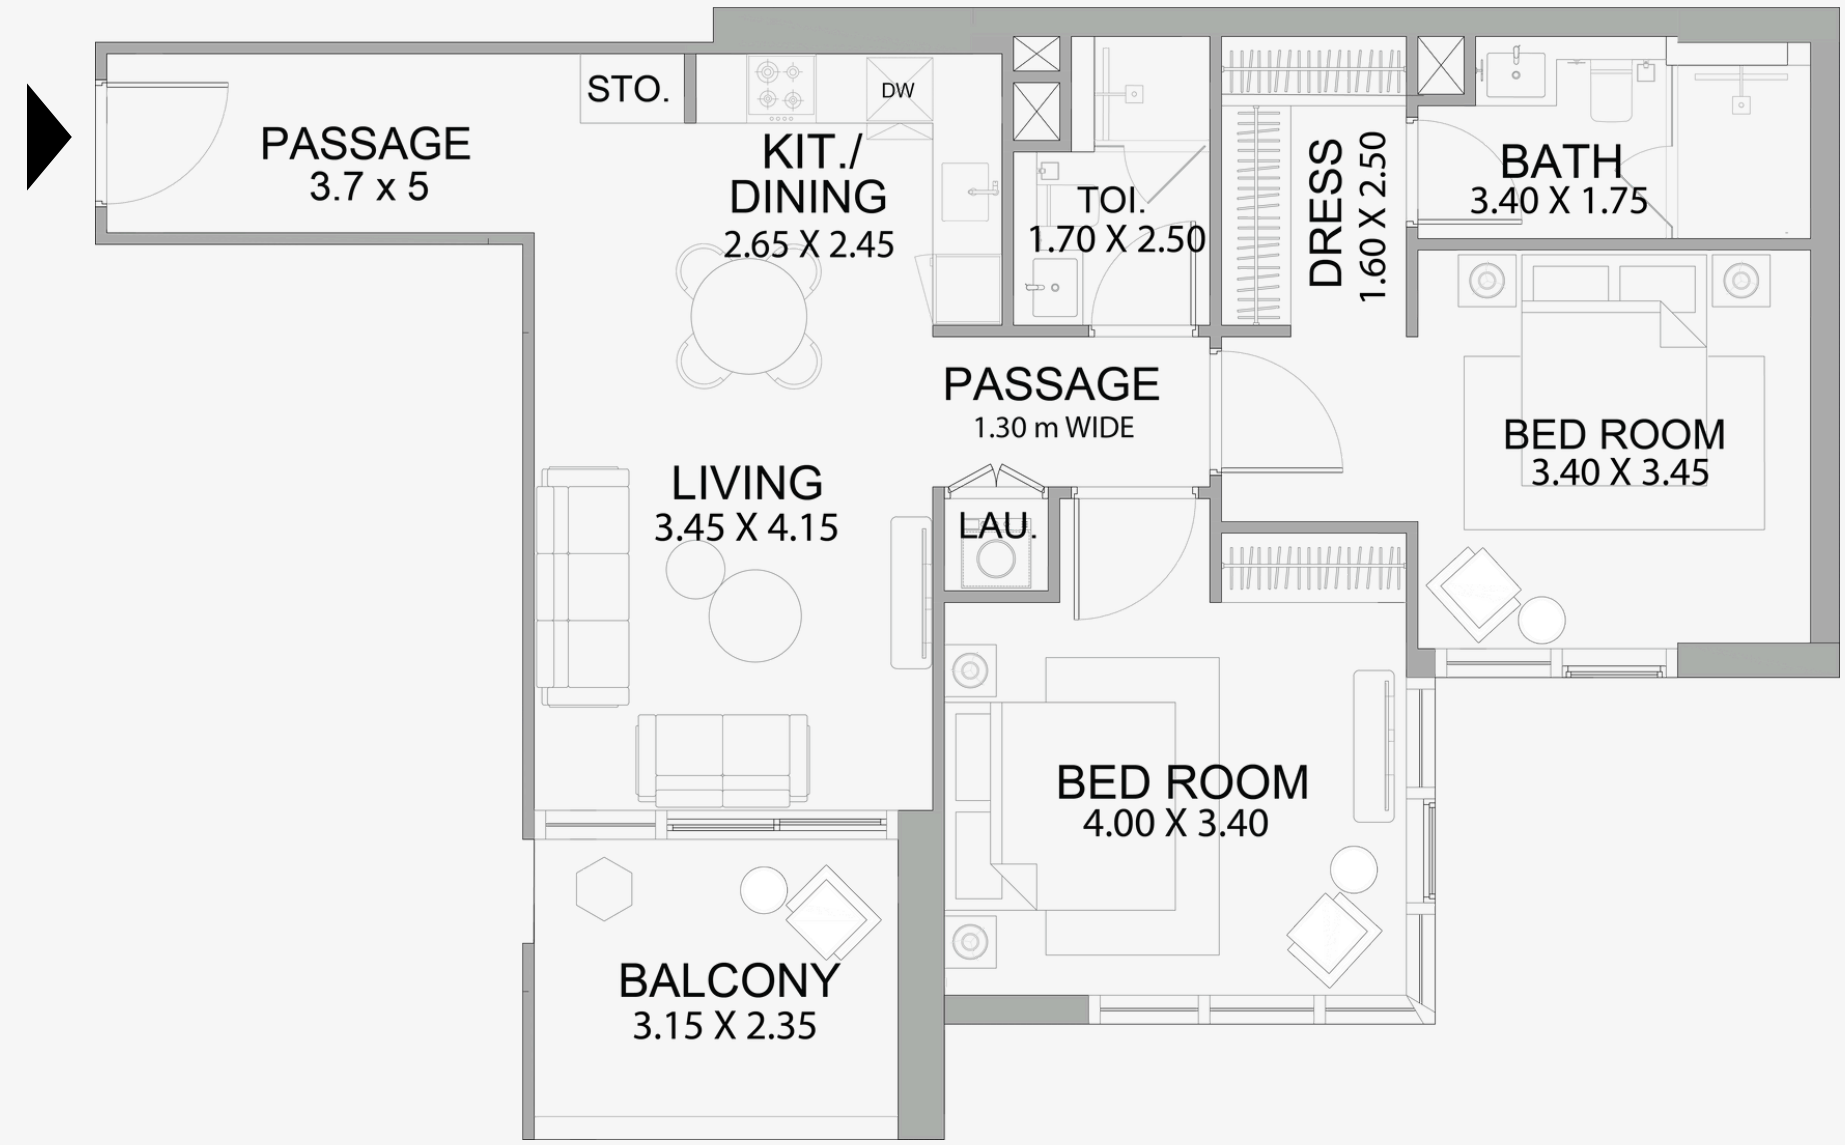 STO.
DW
PASSAGE
3.7 x 5
KIT./
DINING
2.65 X 2.45
TOI.
1.70 X 2.50
DRESS
1.60 X 2.50
BATH
3.40 X 1.75
PASSAGE
1.30 m WIDE
BED ROOM
3.40 X 3.45
LIVING
3.45 X 4.15
LAU.
BED ROOM
4.00 X 3.40
BALCONY
3.15 X 2.35